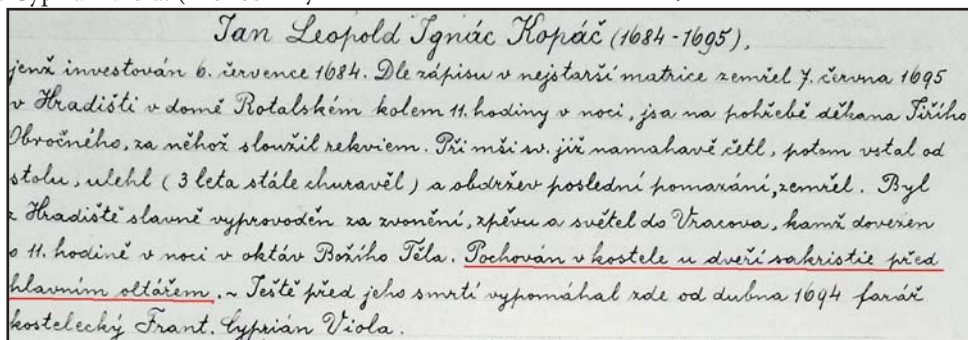 Jan Leopold Ignác Kopáč (1684-1695),
jenž investován 6. července 1684. Dle zápisu v nejstarší matrice zemřel 7. června 1695
v Hradišti v domě Rotalském kolem 11. hodiny v noci, jsa na pohřebě děkana Jiřího
Obročného, za něhož sloužil rekviem. Při mši sv. již namahavě četl, potom vstal od
stolu, ulehl (3 leta stále churavěl) a obdržev poslední pomazání, zemřel. Byl
z Hradiště slavně vyprovoděn za zvonění, zpěvu a světel do Vracova, kamž dovezen
o 11. hodině v noci v oktáv Božího Těla. Pochován v kostele u dveří sakristie před
hlavním oltářem. ~ Ještě před jeho smrtí vypomáhal zde od dubna 1694 farář
kostelecký Frant. Cyprián Viola.